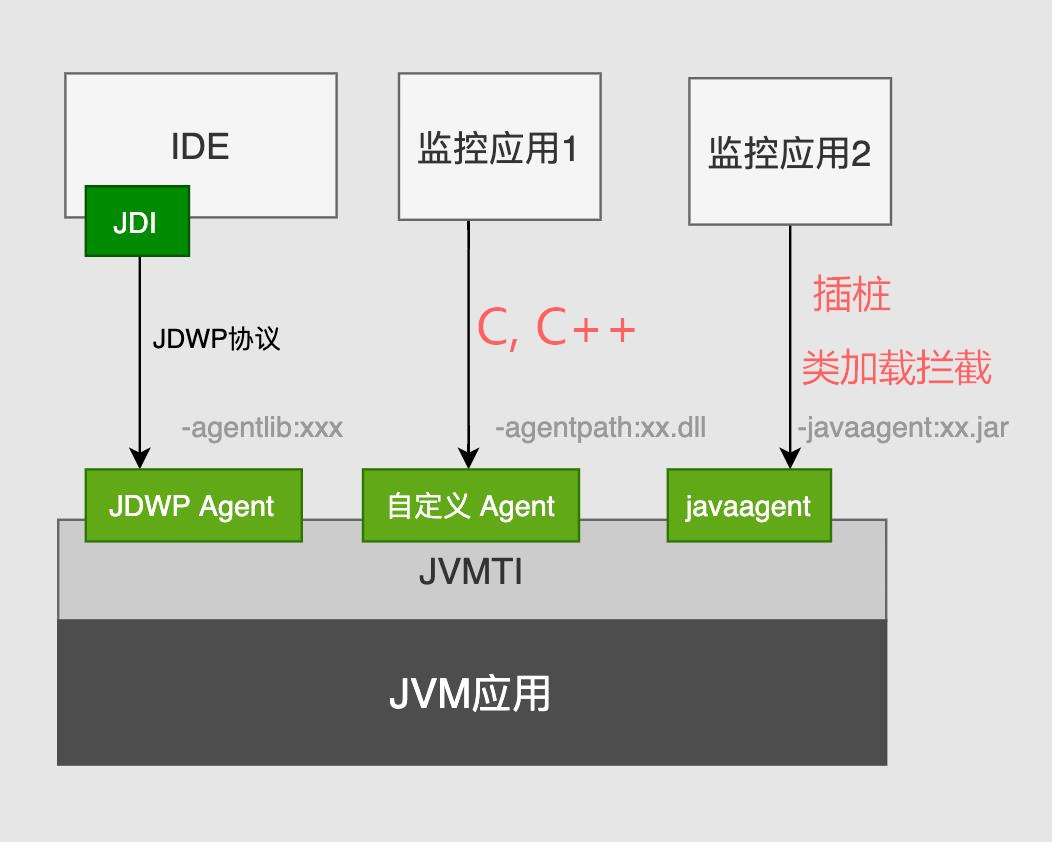 IDE
监控应用1
监控应用2
JDI
JDWP协议
C, C++
插桩
类加载拦截
-agentlib:xxx
-agentpath:xx.dll
-javaagent:xx.jar
JDWP Agent
自定义 Agent
javaagent
JVMTI
JVM应用